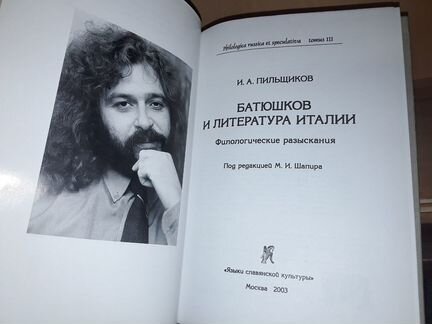 philologica russica et speculativa tomus III
И. А. ПИЛЬЩИКОВ
БАТЮШКОВ
И ЛИТЕРАТУРА ИТАЛИИ
Филологические разыскания
Под редакцией М. И. Шапира
«Языки славянской культуры»
Москва 2003